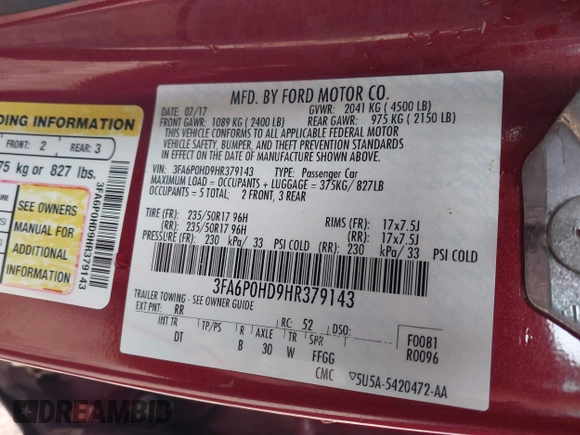 DING INFORMATION
FRONT: 2 REAR: 3
75 kg or 827 lbs.
SEE OWNERS
MANUAL FOR
ADDITIONAL
INFORMATION
3FA6P0HD9HR379143
MFD. BY FORD MOTOR CO.
DATE: 07/17 GVWR: 2041 KG ( 4500 LB)
FRONT GAWR: 1089 KG ( 2400 LB) REAR GAWR: 975 KG ( 2150 LB)
THIS VEHICLE CONFORMS TO ALL APPLICABLE FEDERAL MOTOR
VEHICLE SAFETY, BUMPER, AND THEFT PREVENTION STANDARDS
IN EFFECT ON THE DATE OF MANUFACTURE SHOWN ABOVE.
VIN: 3FA6P0HD9HR379143 TYPE: Passenger Car
MAXIMUM LOAD = OCCUPANTS + LUGGAGE = 375KG/ 827LB
OCCUPANTS = 5 TOTAL; 2 FRONT, 3 REAR
TIRE (FR): 235/50R17 96H RIMS (FR): 17x7.5J
(RR): 235/50R17 96H (RR): 17x7.5J
PRESSURE (FR): 230 kPa/ 33 PSI COLD (RR): 230 kPa/ 33 PSI COLD
3FA6P0HD9HR379143
TRAILER TOWING - SEE OWNER GUIDE
EXT PNT: RR RC: 52 DSO: F0081
INT TR TP/PS R AXLE TR SPR R0096
DT B 30 W FFGG
CMC ▽5U5A-5420472-AA
DREAMBID